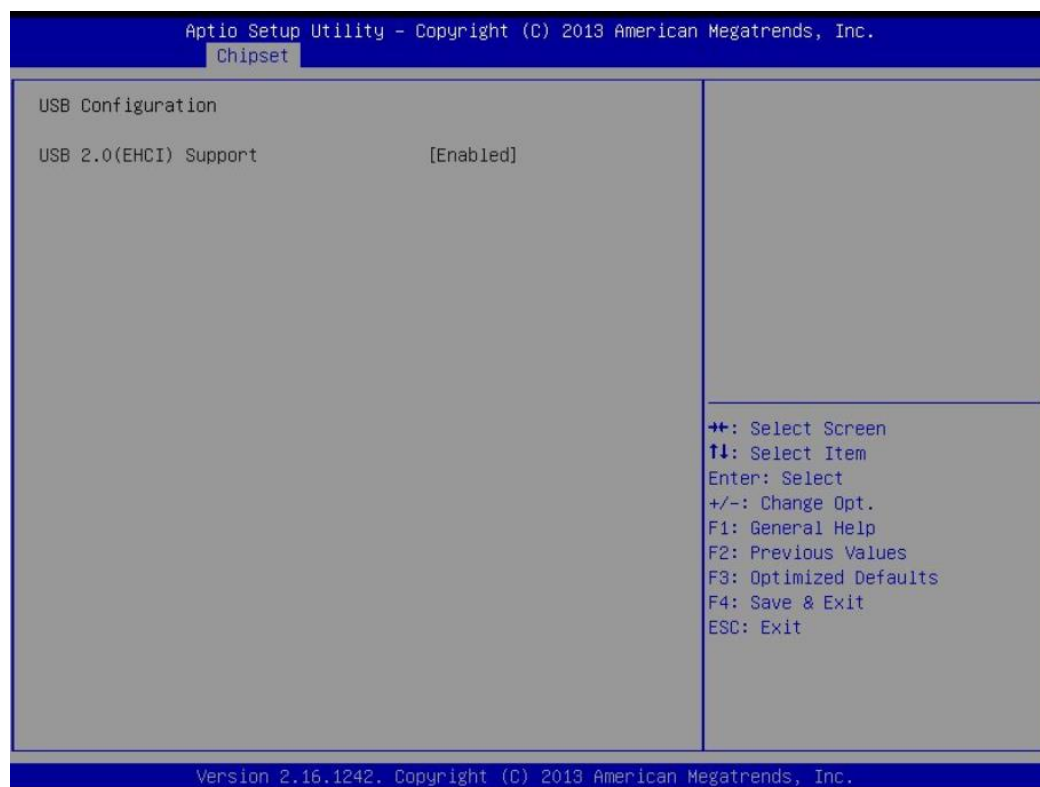 Aptio Setup Utility – Copyright (C) 2013 American Megatrends, Inc.
Chipset
USB Configuration
USB 2.0(EHCI) Support [Enabled]
→←: Select Screen
↑↓: Select Item
Enter: Select
+/-: Change Opt.
F1: General Help
F2: Previous Values
F3: Optimized Defaults
F4: Save & Exit
ESC: Exit
Version 2.16.1242. Copyright (C) 2013 American Megatrends, Inc.